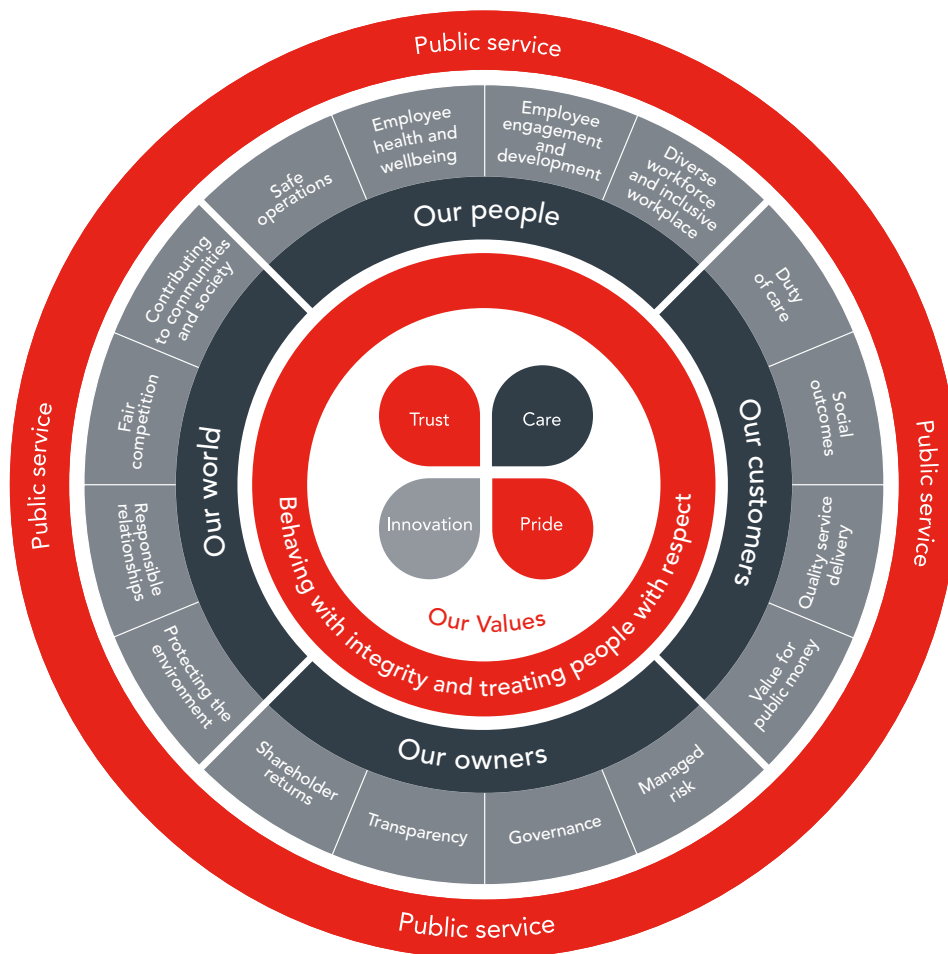 Public service
Employee
health and
wellbeing
Employee
engagement
and
development
Diverse
workforce
and inclusive
workplace
Safe
operations
Our people
Contributing
to communities
and society
Duty
of care
Fair
competition
Social
outcomes
Our world
Our customers
Trust
Care
Innovation
Pride
Our Values
Behaving with integrity and treating people with respect
Public service
Public service
Responsible
relationships
Quality service
delivery
Protecting the
environment
Value for
public money
Our owners
Shareholder
returns
Transparency
Governance
Managed
risk
Public service